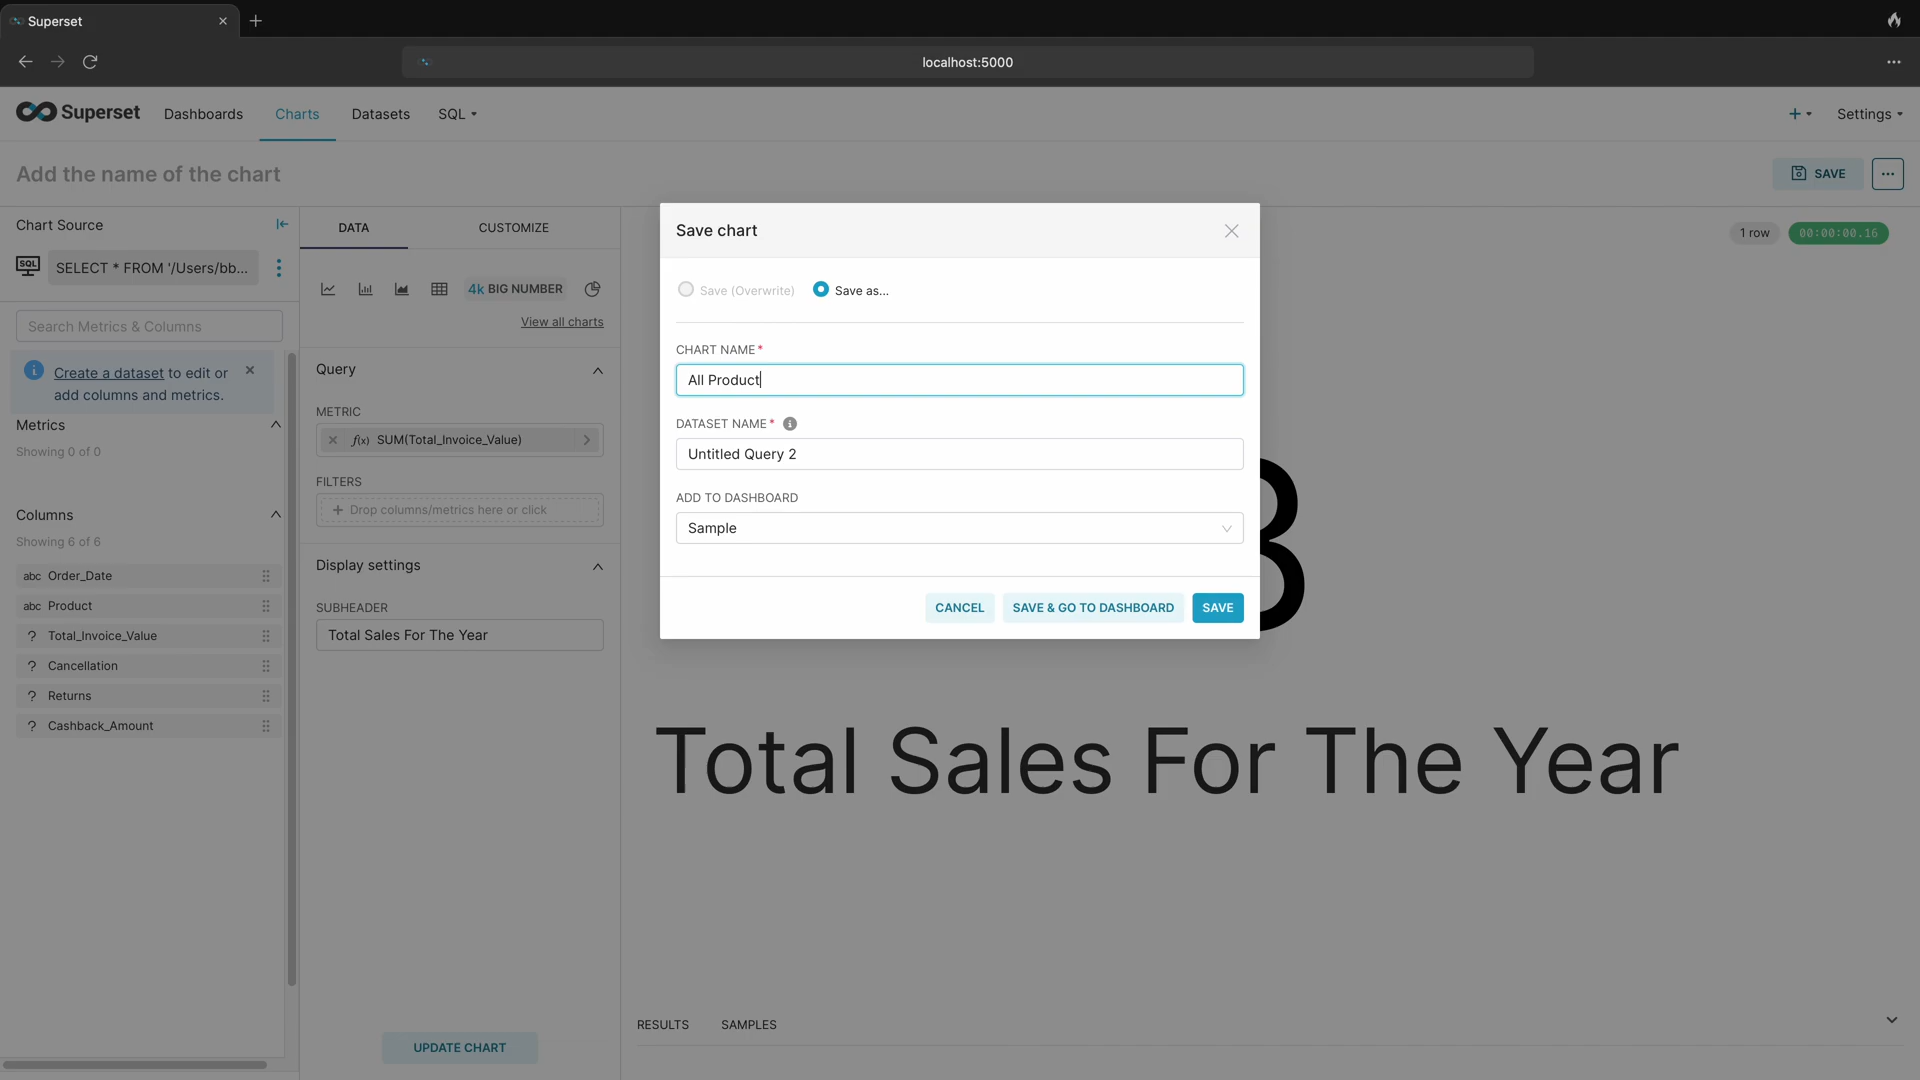 Superset
localhost:5000
Superset Dashboards Charts Datasets SQL Settings
Add the name of the chart
SAVE
Chart Source
SELECT * FROM '/Users/bb...
Search Metrics & Columns
Create a dataset to edit or
add columns and metrics.
Metrics
Showing 0 of 0
Columns
Showing 6 of 6
abc Order_Date
abc Product
? Total_Invoice_Value
? Cancellation
? Returns
? Cashback_Amount
DATA CUSTOMIZE
4k BIG NUMBER
View all charts
Query
METRIC
f(x) SUM(Total_Invoice_Value)
FILTERS
+ Drop columns/metrics here or click
Display settings
SUBHEADER
Total Sales For The Year
UPDATE CHART
1 row 00:00:00.16
Save chart
Save (Overwrite) Save as...
CHART NAME*
All Product
DATASET NAME*
Untitled Query 2
ADD TO DASHBOARD
Sample
CANCEL SAVE & GO TO DASHBOARD SAVE
Total Sales For The Year
RESULTS SAMPLES